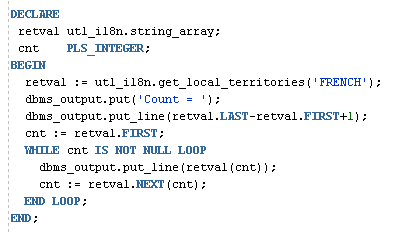 DECLARE
retval utl_i18n.string_array;
cnt    PLS_INTEGER;
BEGIN
retval := utl_i18n.get_local_territories('FRENCH');
dbms_output.put('Count = ');
dbms_output.put_line(retval.LAST-retval.FIRST+1);
cnt := retval.FIRST;
WHILE cnt IS NOT NULL LOOP
dbms_output.put_line(retval(cnt));
cnt := retval.NEXT(cnt);
END LOOP;
END;